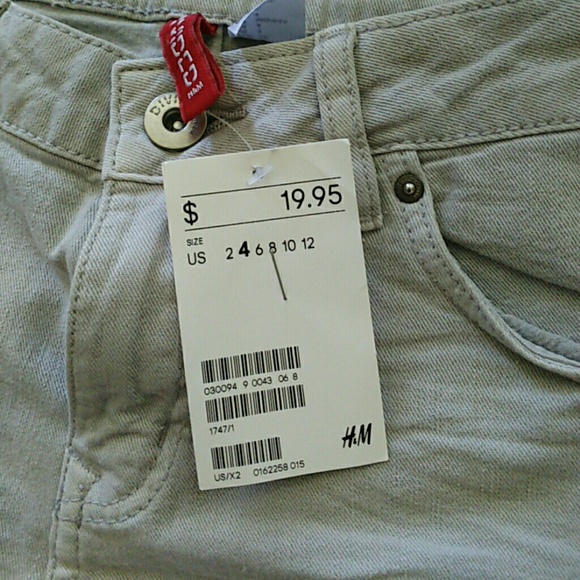 DIVIDED
H&M
$ 19.95
SIZE
US 2 4 6 8 10 12
030094 9 0043 06 8
1747/1
H&M
US/X2 0162258 015